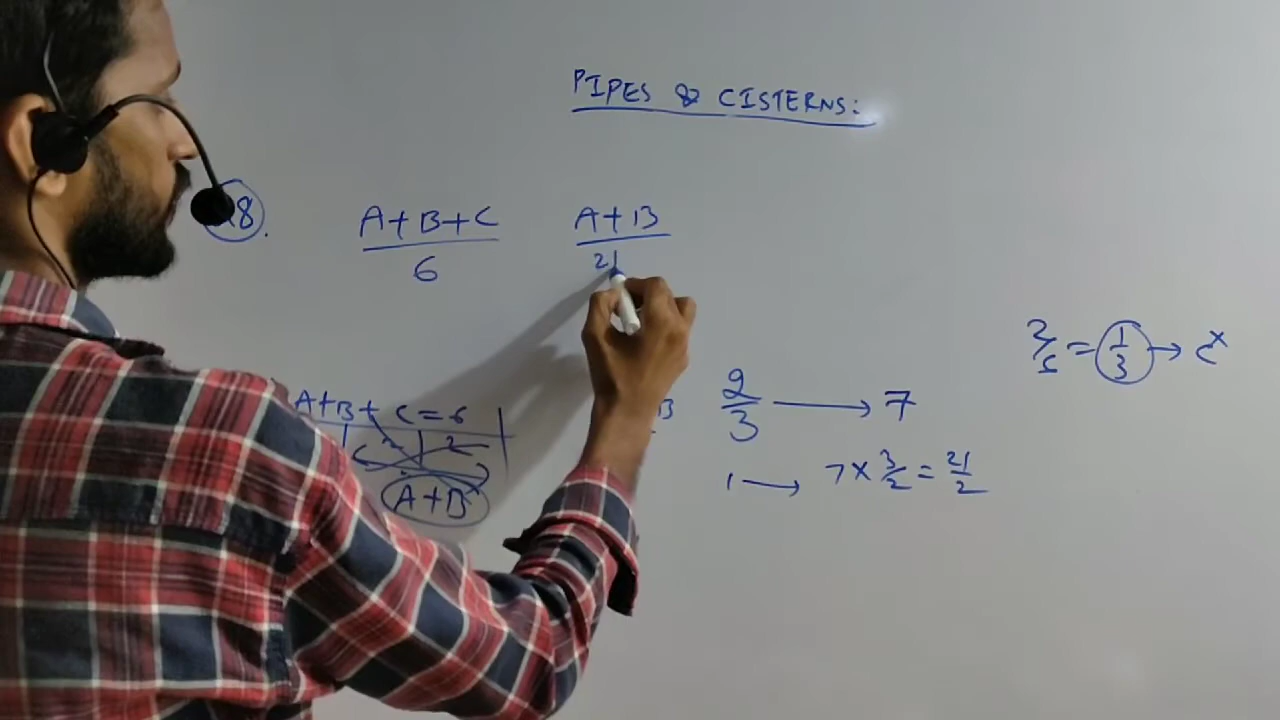 PIPES & CISTERNS:
8.
A+B+C A+B
6 21
2/6 = 1/3 → C^x
A+B+C=6
2
A+B
B 2/3 → 7
1 → 7 × 3/2 = 21/2